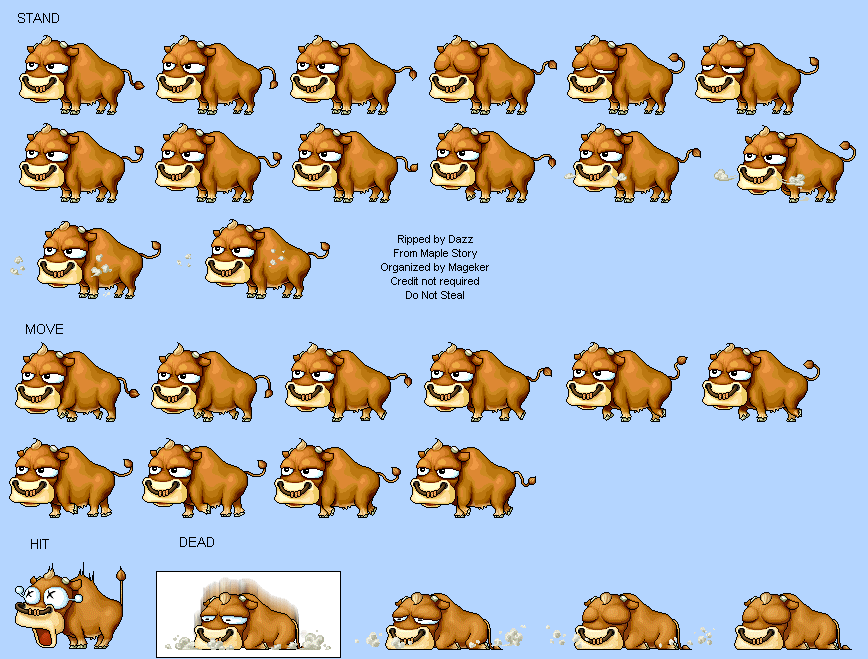 STAND
Ripped by Dazz
From Maple Story
Organized by Mageker
Credit not required
Do Not Steal
MOVE
HIT
DEAD